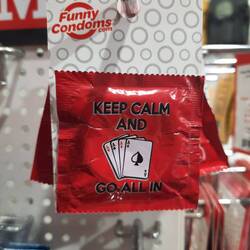 Funny
Condoms
.com
KEEP CALM
AND
GO ALL IN